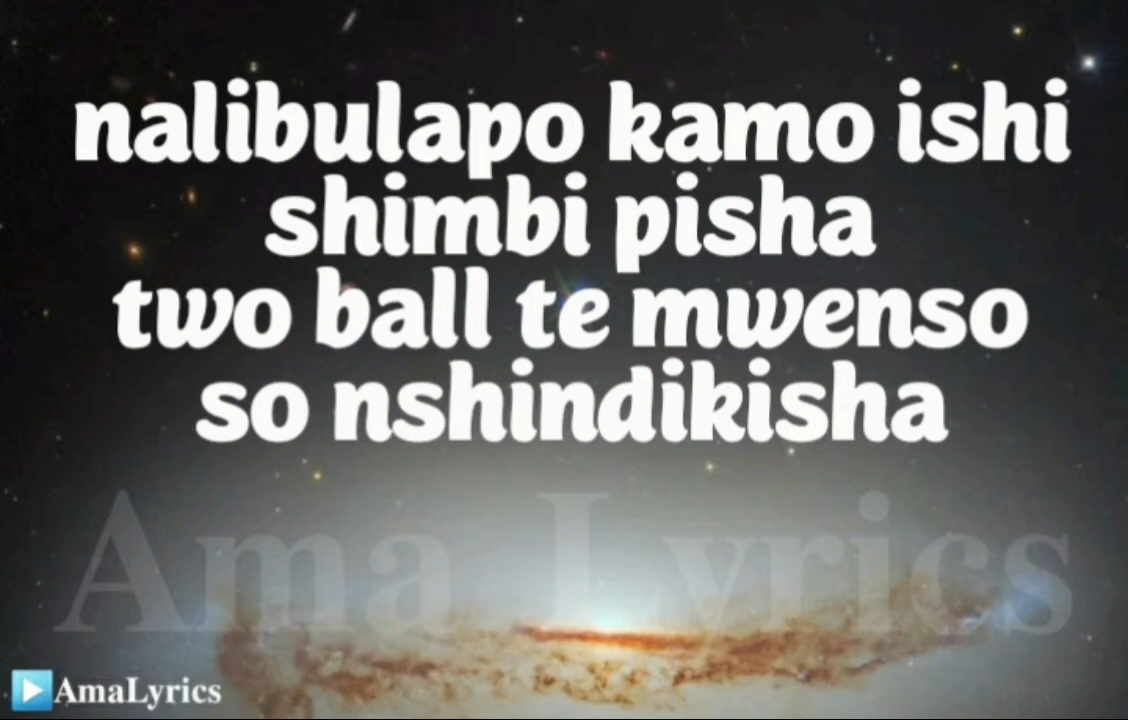 nalibulapo kamo ishi
shimbi pisha
two ball te mwenso
so nshindikisha
Ama Lyrics
AmaLyrics